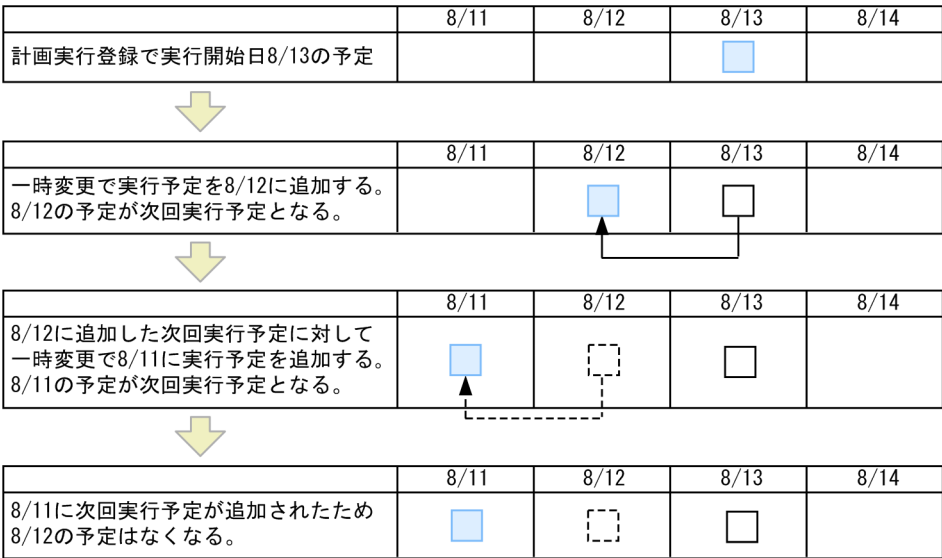 8/11 8/12 8/13 8/14
計画実行登録で実行開始日8/13の予定
8/11 8/12 8/13 8/14
一時変更で実行予定を8/12に追加する。
8/12の予定が次回実行予定となる。
8/11 8/12 8/13 8/14
8/12に追加した次回実行予定に対して
一時変更で8/11に実行予定を追加する。
8/11の予定が次回実行予定となる。
8/11 8/12 8/13 8/14
8/11に次回実行予定が追加されたため
8/12の予定はなくなる。